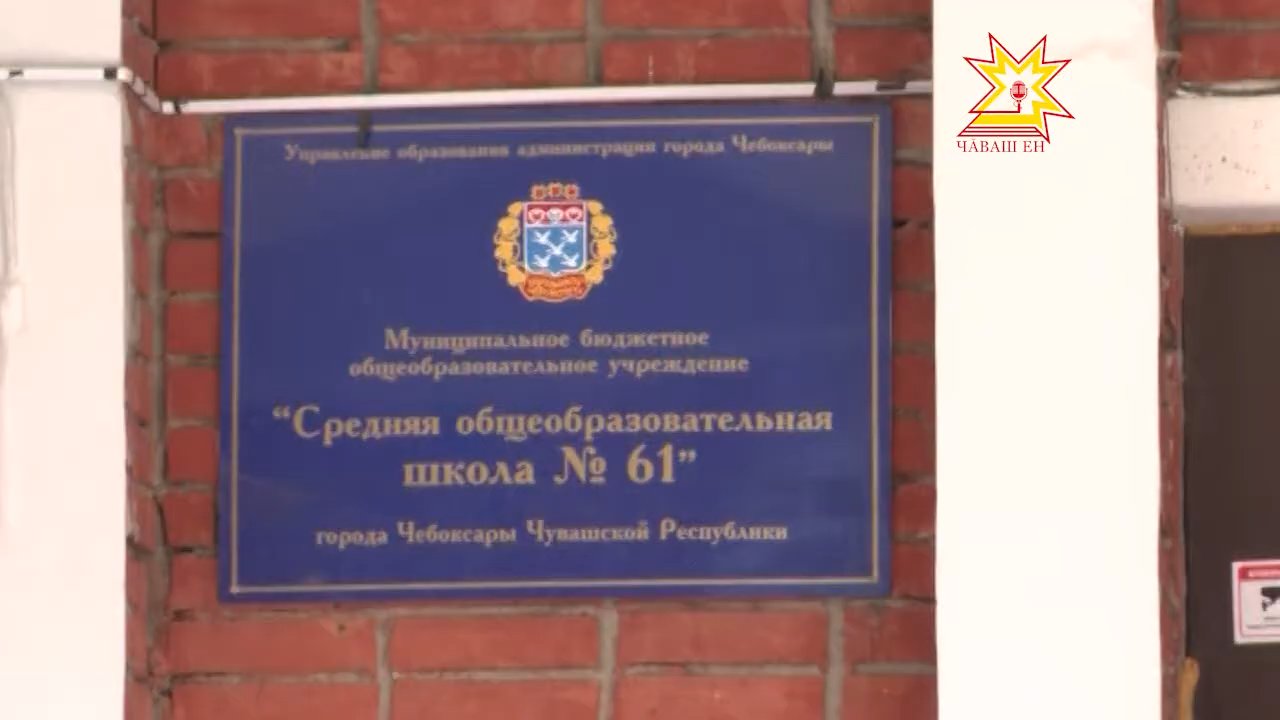 Управление образования администрации города Чебоксары
Муниципальное бюджетное
общеобразовательное учреждение
“Средняя общеобразовательная
школа № 61”
города Чебоксары Чувашской Республики
ЧӐВАШ ЕН